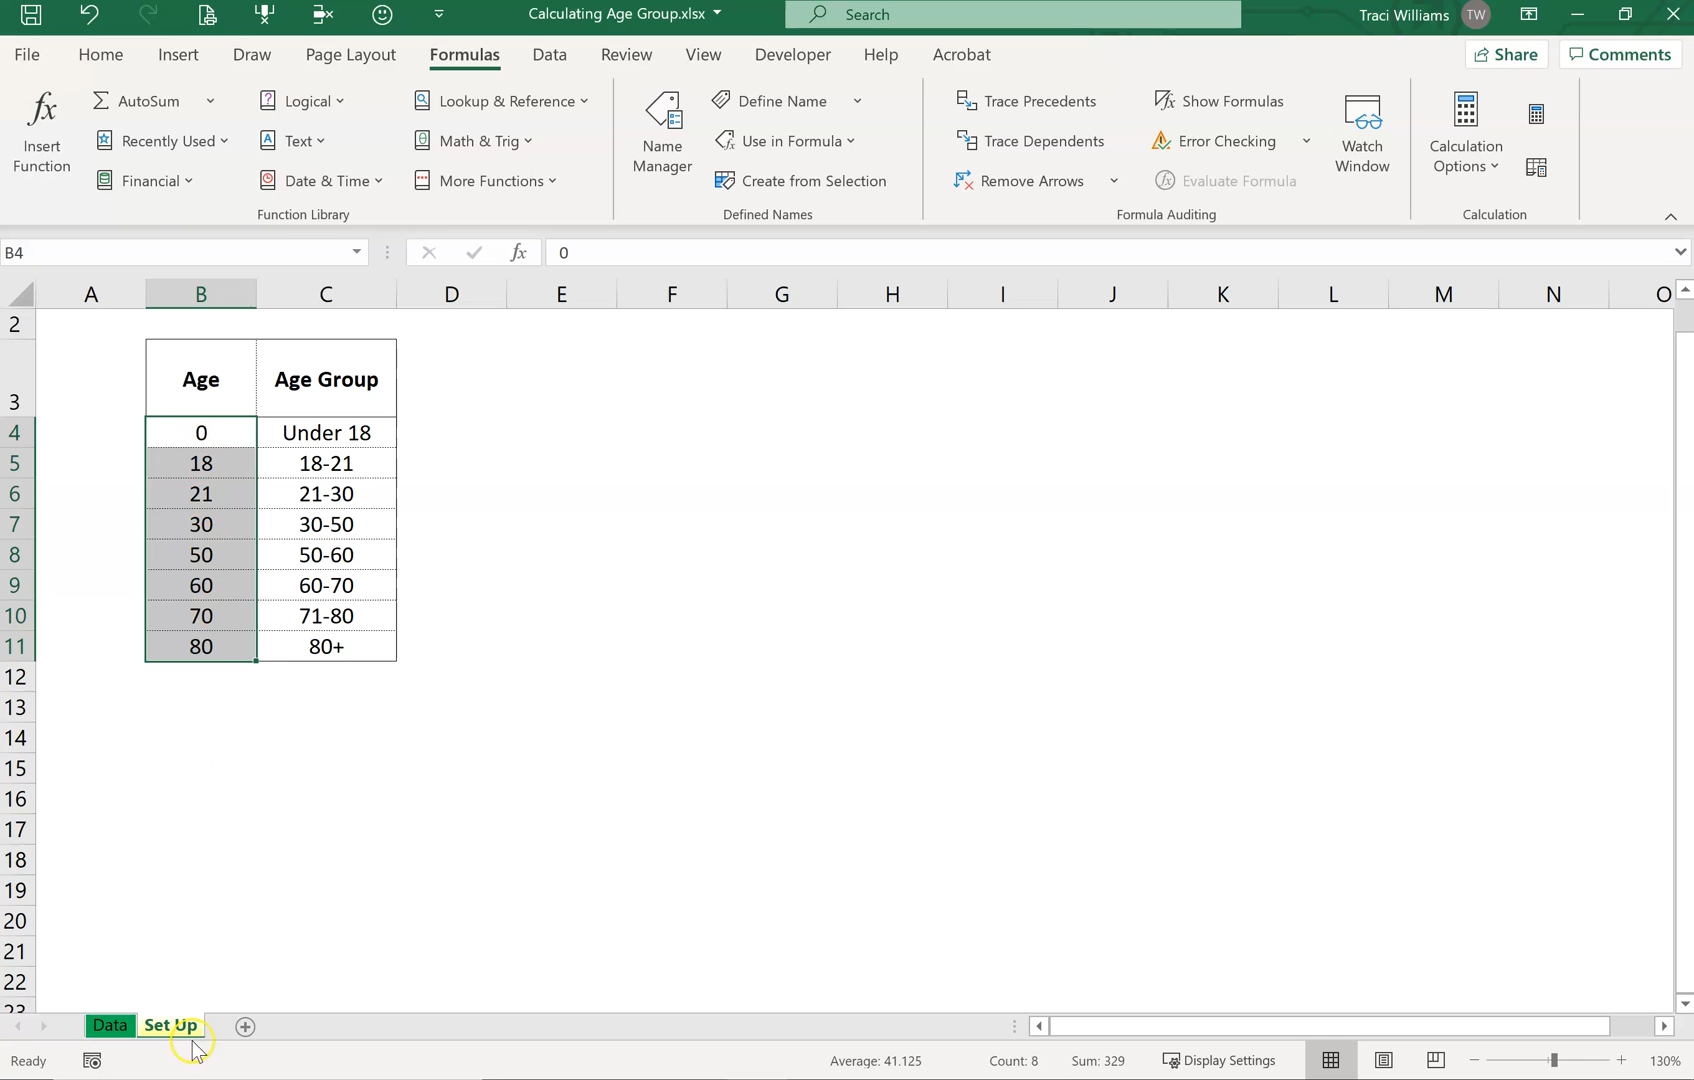 Calculating Age Group.xlsx
Search
Traci Williams TW
File Home Insert Draw Page Layout Formulas Data Review View Developer Help Acrobat Share Comments
fx AutoSum Logical Lookup & Reference Define Name Trace Precedents Show Formulas
Insert Function Recently Used Text Math & Trig Name Manager Use in Formula Trace Dependents Error Checking Watch Window Calculation Options
Financial Date & Time More Functions Create from Selection Remove Arrows Evaluate Formula
Function Library Defined Names Formula Auditing Calculation
B4 fx 0
A B C D E F G H I J K L M N O
2
3 Age Age Group
4 0 Under 18
5 18 18-21
6 21 21-30
7 30 30-50
8 50 50-60
9 60 60-70
10 70 71-80
11 80 80+
12
13
14
15
16
17
18
19
20
21
22
23
Data Set Up
Ready Average: 41.125 Count: 8 Sum: 329 Display Settings 130%